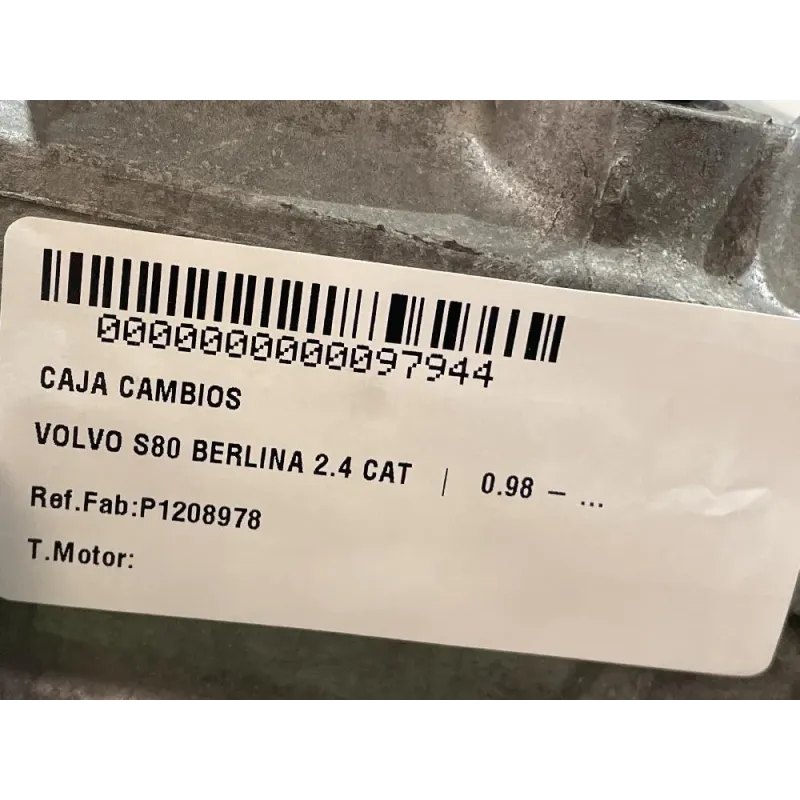 0000000000097944
CAJA CAMBIOS
VOLVO S80 BERLINA 2.4 CAT | 0.98 – ...
Ref.Fab:P1208978
T.Motor: